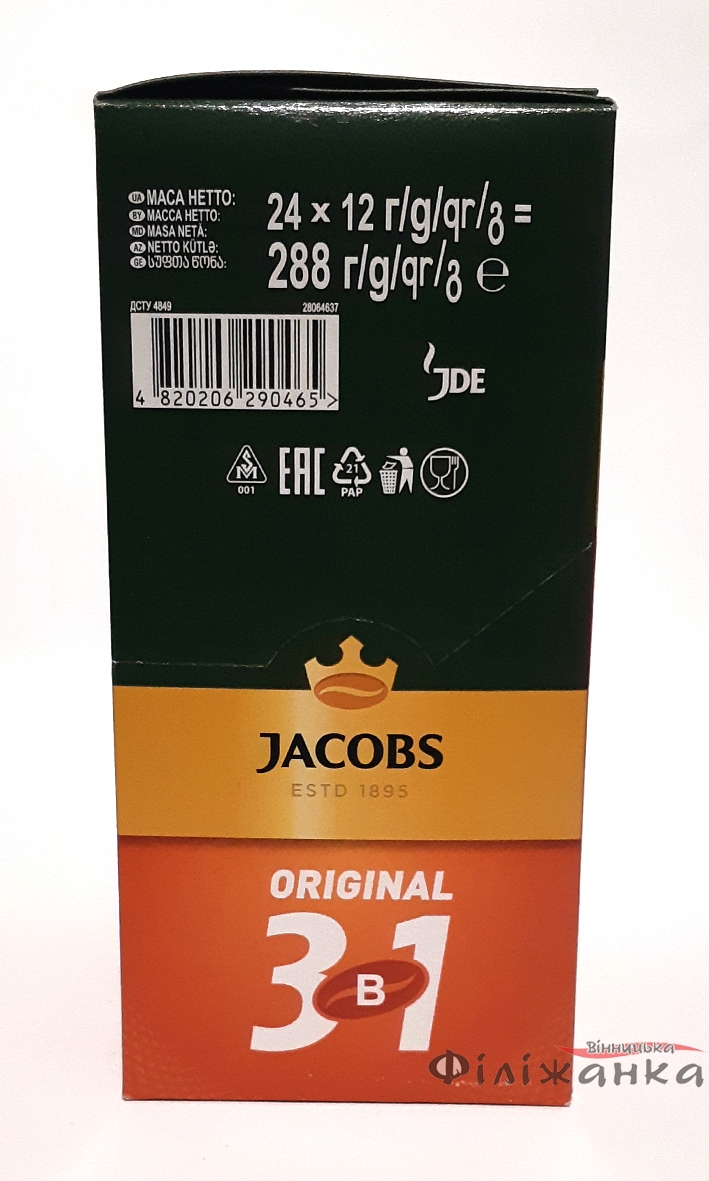 UA МАСА НЕТТО:
BY МАССА НЕТТО:
MD MASA NETĂ:
AZ NETTO KÜTLƏ:
GE ᲡᲣᲤᲗᲐ ᲬᲝᲜᲐ:
24 x 12 г/g/qr/გ =
288 г/g/qr/გ ℮
ДСТУ 4849 28064637
4 820206 290465 >
JDE
SM
001
EAC
21
PAP
JACOBS
ESTD 1895
ORIGINAL
3 В 1
Вінницька
Філіжанка